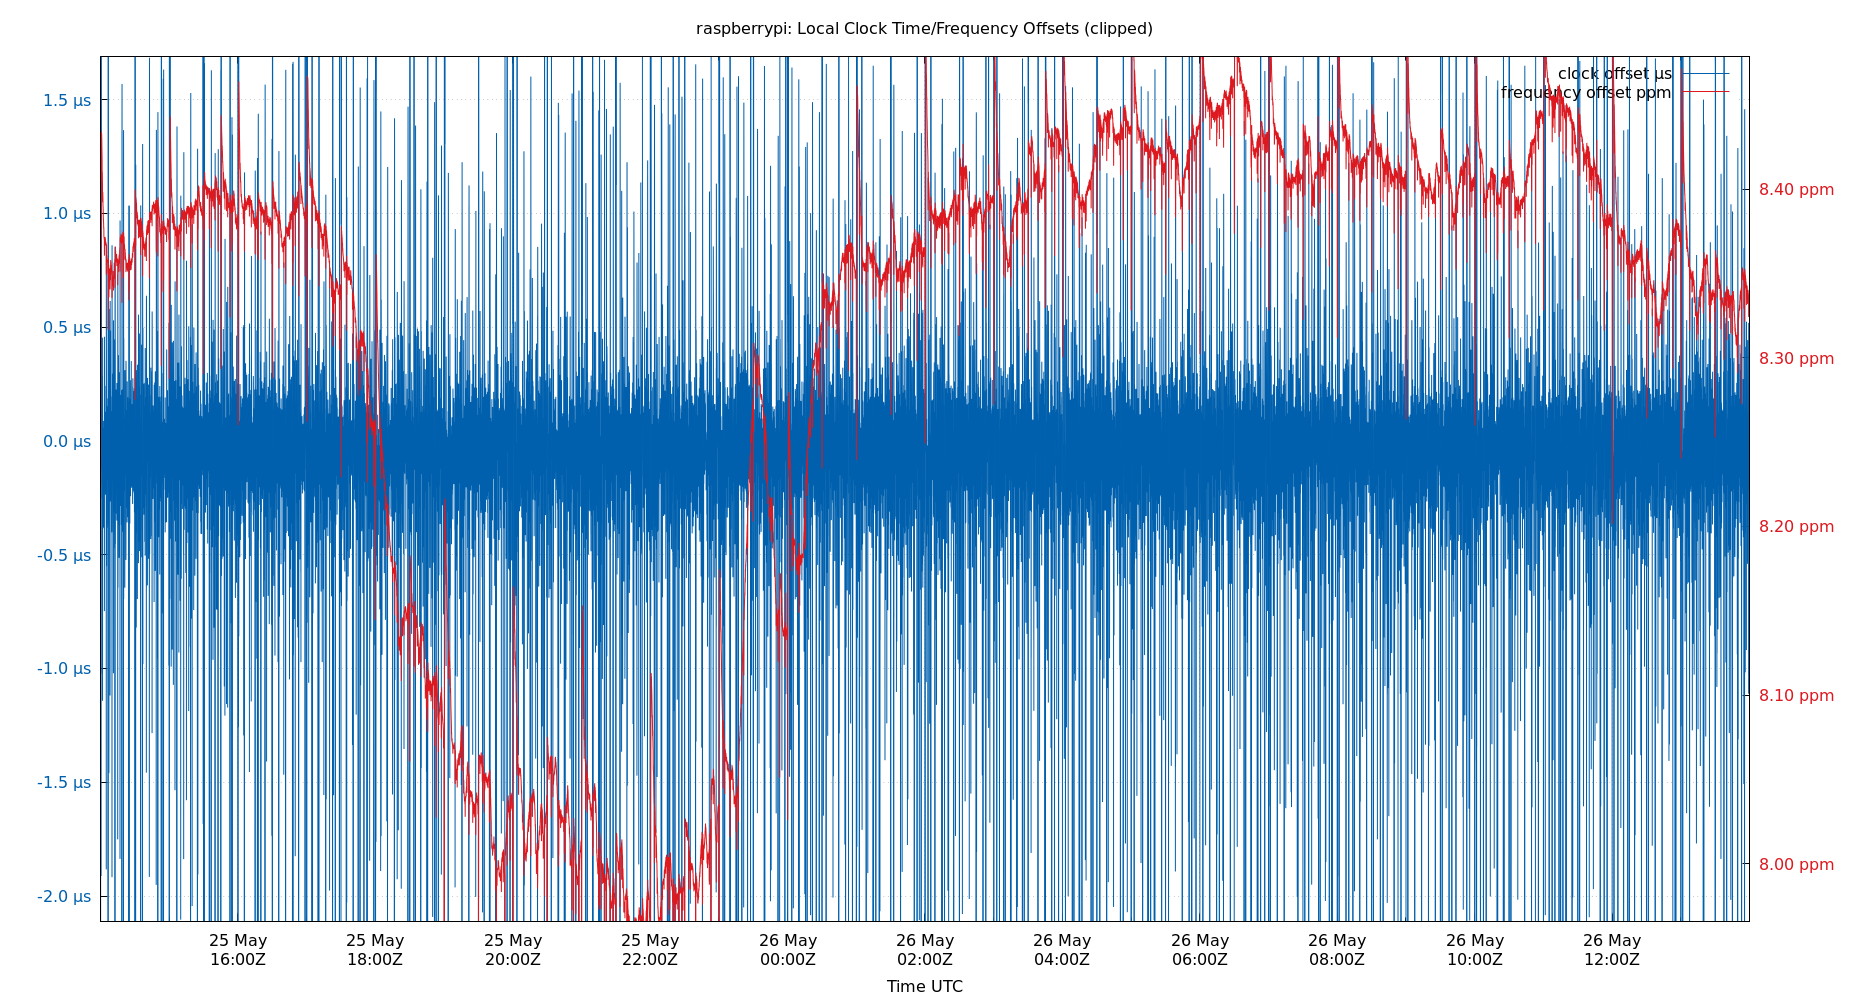 raspberrypi: Local Clock Time/Frequency Offsets (clipped)
clock offset µs
frequency offset ppm
1.5 µs
1.0 µs
0.5 µs
0.0 µs
-0.5 µs
-1.0 µs
-1.5 µs
-2.0 µs
8.40 ppm
8.30 ppm
8.20 ppm
8.10 ppm
8.00 ppm
25 May
16:00Z
25 May
18:00Z
25 May
20:00Z
25 May
22:00Z
26 May
00:00Z
26 May
02:00Z
26 May
04:00Z
26 May
06:00Z
26 May
08:00Z
26 May
10:00Z
26 May
12:00Z
Time UTC